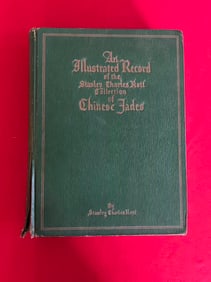 An
Illustrated Record
of the
Stanley Charles Nott
Collection
of
Chinese Jades
By
Stanley Charles Nott